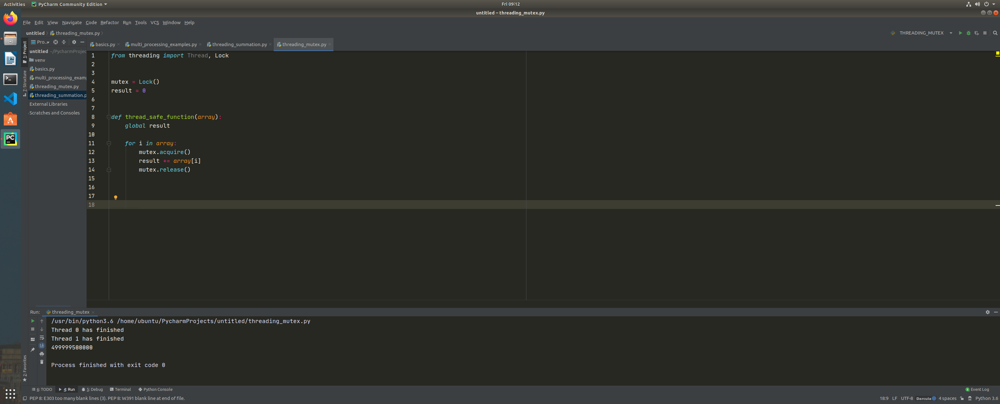 Activities PyCharm Community Edition Fri 09:12
untitled – threading_mutex.py
File Edit View Navigate Code Refactor Run Tools VCS Window Help
untitled threading_mutex.py THREADING_MUTEX
1: Project
7: Structure
2: Favorites
Pro..
untitled ~/PycharmProjec
venv
basics.py
multi_processing_examp
threading_mutex.py
threading_summation.p
External Libraries
Scratches and Consoles
basics.py multi_processing_examples.py threading_summation.py threading_mutex.py
1 from threading import Thread, Lock
2
3
4 mutex = Lock()
5 result = 0
6
7
8 def thread_safe_function(array):
9 global result
10
11 for i in array:
12 mutex.acquire()
13 result += array[i]
14 mutex.release()
15
16
17
18
Run: threading_mutex
/usr/bin/python3.6 /home/ubuntu/PycharmProjects/untitled/threading_mutex.py
Thread 0 has finished
Thread 1 has finished
499999500000
Process finished with exit code 0
6: TODO 4: Run 5: Debug Terminal Python Console Event Log
PEP 8: E303 too many blank lines (3). PEP 8: W391 blank line at end of file. 18:9 LF UTF-8 Darcula 4 spaces Python 3.6